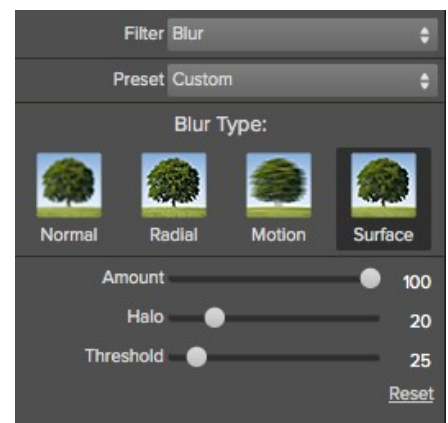 Filter Blur
Preset Custom
Blur Type:
Normal Radial Motion Surface
Amount 100
Halo 20
Threshold 25
Reset